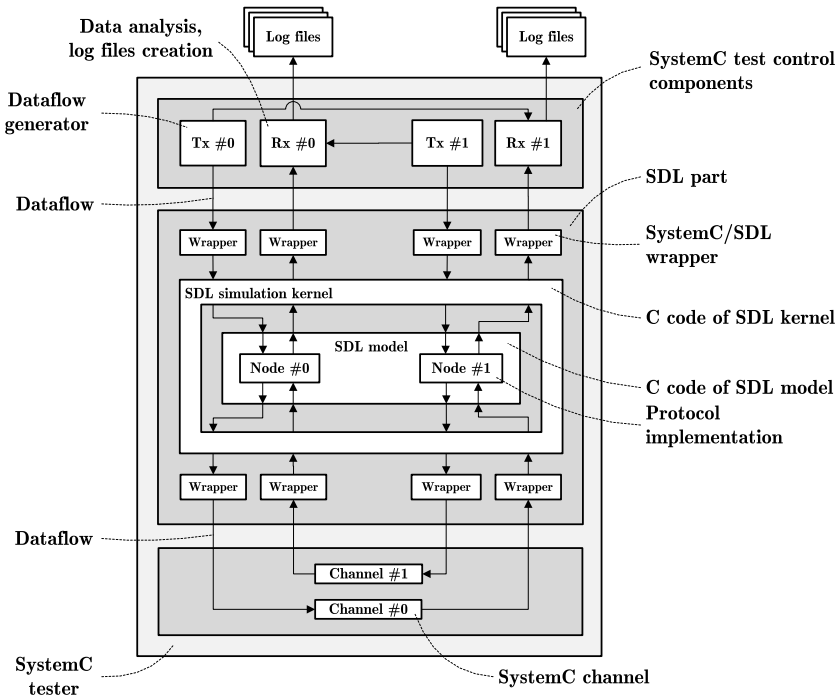 Data analysis,
log files creation
Log files
Log files
SystemC test control
components
Dataflow
generator
Tx #0
Rx #0
Tx #1
Rx #1
SDL part
Dataflow
SystemC/SDL
wrapper
Wrapper
Wrapper
Wrapper
Wrapper
SDL simulation kernel
C code of SDL kernel
SDL model
Node #0
Node #1
C code of SDL model
Protocol
implementation
Wrapper
Wrapper
Wrapper
Wrapper
Dataflow
Channel #1
Channel #0
SystemC
tester
SystemC channel